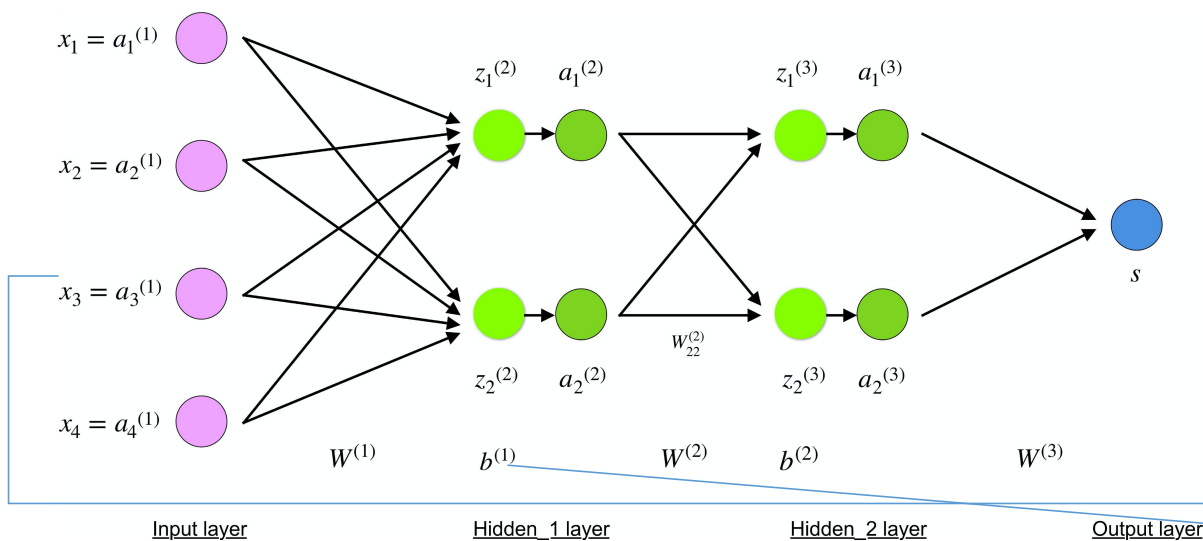 x₁ = a₁⁽¹⁾
z₁⁽²⁾ a₁⁽²⁾ z₁⁽³⁾ a₁⁽³⁾
x₂ = a₂⁽¹⁾
x₃ = a₃⁽¹⁾
s
W₂₂⁽²⁾
z₂⁽²⁾ a₂⁽²⁾ z₂⁽³⁾ a₂⁽³⁾
x₄ = a₄⁽¹⁾
W⁽¹⁾ b⁽¹⁾ W⁽²⁾ b⁽²⁾ W⁽³⁾
Input layer Hidden_1 layer Hidden_2 layer Output layer